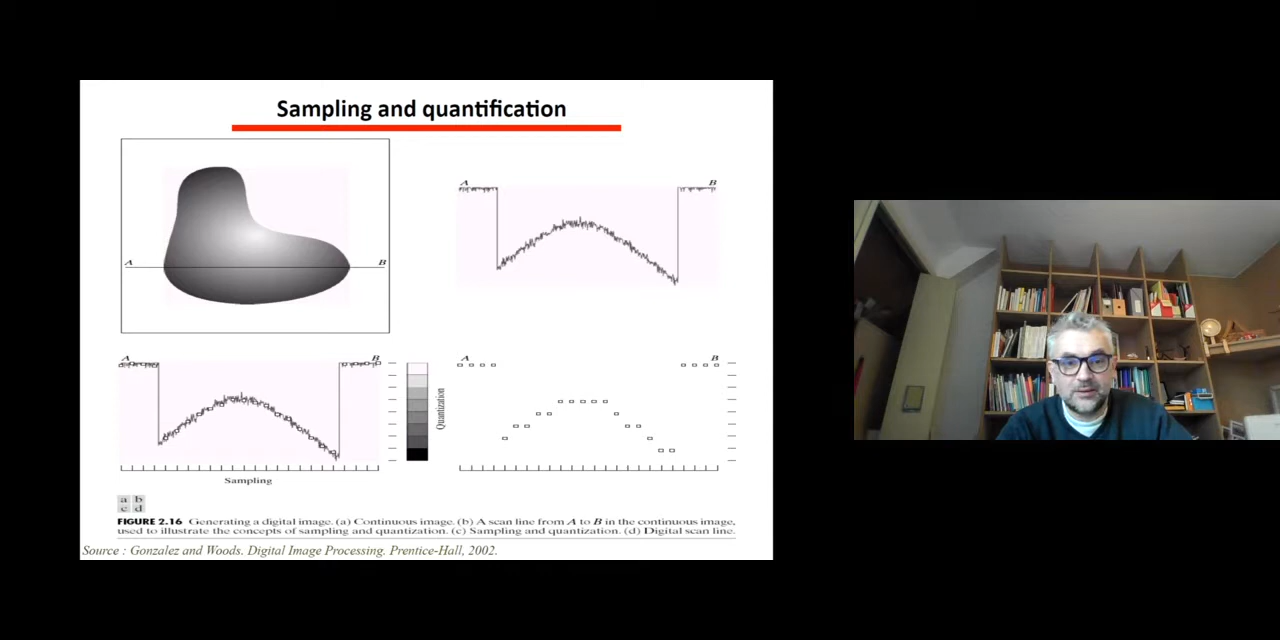 Sampling and quantification
A B
A B
A B
A B
Quantization
Sampling
a b
c d
FIGURE 2.16 Generating a digital image. (a) Continuous image. (b) A scan line from A to B in the continuous image,
used to illustrate the concepts of sampling and quantization. (c) Sampling and quantization. (d) Digital scan line.
Source : Gonzalez and Woods. Digital Image Processing. Prentice-Hall, 2002.